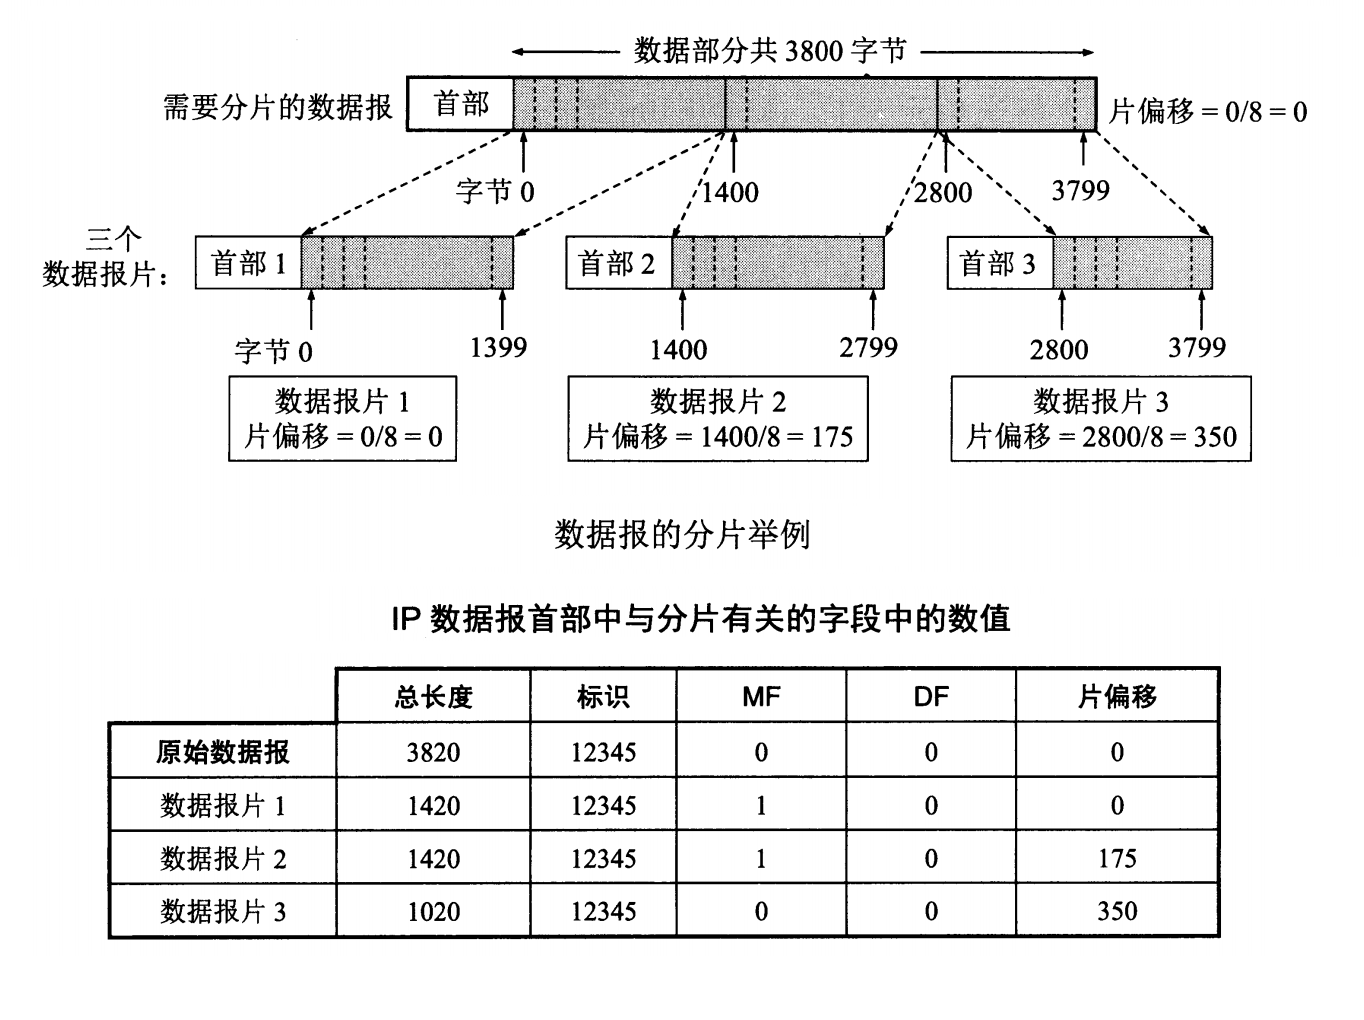 数据部分共 3800 字节
需要分片的数据报 首部 片偏移 = 0/8 = 0
字节 0 1400 2800 3799
三个
数据报片： 首部 1 首部 2 首部 3
字节 0 1399 1400 2799 2800 3799
数据报片 1 数据报片 2 数据报片 3
片偏移 = 0/8 = 0 片偏移 = 1400/8 = 175 片偏移 = 2800/8 = 350
数据报的分片举例
IP 数据报首部中与分片有关的字段中的数值
总长度 标识 MF DF 片偏移
原始数据报 3820 12345 0 0 0
数据报片 1 1420 12345 1 0 0
数据报片 2 1420 12345 1 0 175
数据报片 3 1020 12345 0 0 350